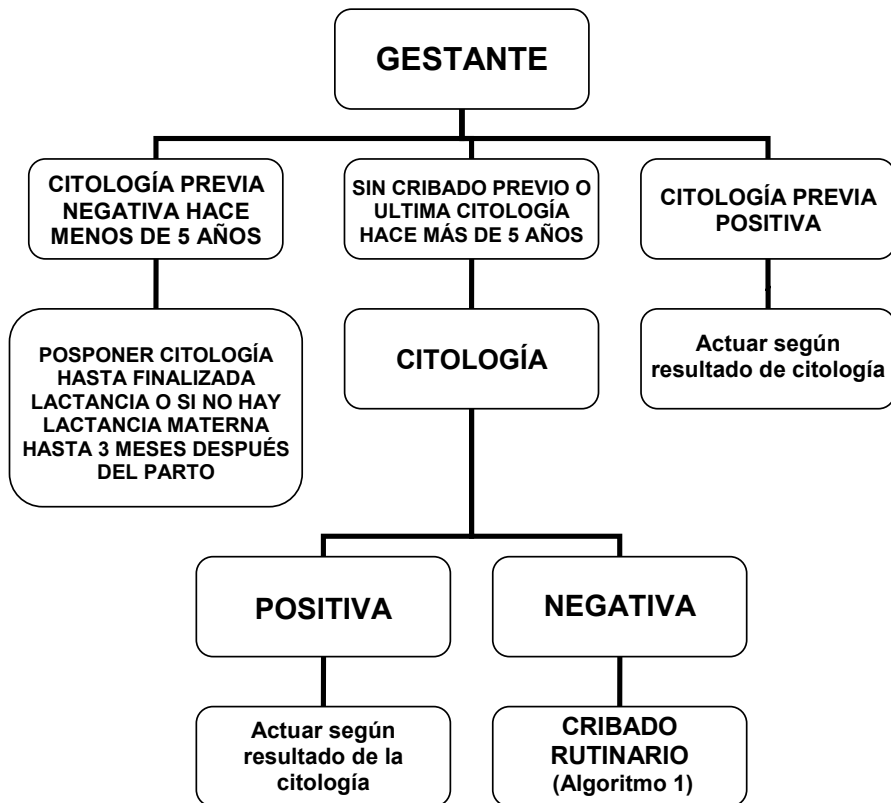 GESTANTE
CITOLOGÍA PREVIA
NEGATIVA HACE
MENOS DE 5 AÑOS
SIN CRIBADO PREVIO O
ULTIMA CITOLOGÍA
HACE MÁS DE 5 AÑOS
CITOLOGÍA PREVIA
POSITIVA
POSPONER CITOLOGÍA
HASTA FINALIZADA
LACTANCIA O SI NO HAY
LACTANCIA MATERNA
HASTA 3 MESES DESPUÉS
DEL PARTO
CITOLOGÍA
Actuar según
resultado de citología
POSITIVA
NEGATIVA
Actuar según
resultado de la
citología
CRIBADO
RUTINARIO
(Algoritmo 1)